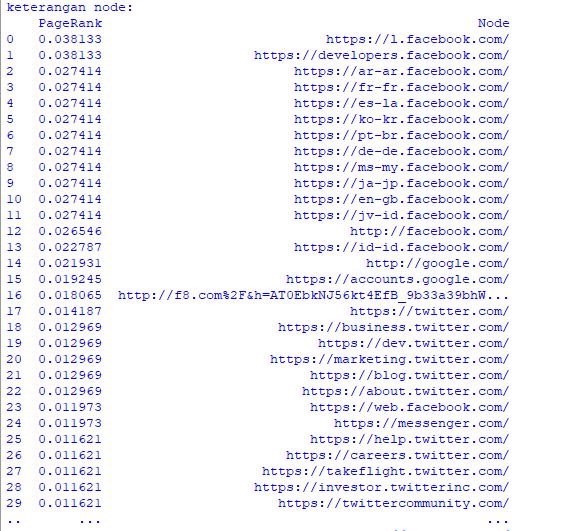 keterangan node:
PageRank Node
0 0.038133 https://l.facebook.com/
1 0.038133 https://developers.facebook.com/
2 0.027414 https://ar-ar.facebook.com/
3 0.027414 https://fr-fr.facebook.com/
4 0.027414 https://es-la.facebook.com/
5 0.027414 https://ko-kr.facebook.com/
6 0.027414 https://pt-br.facebook.com/
7 0.027414 https://de-de.facebook.com/
8 0.027414 https://ms-my.facebook.com/
9 0.027414 https://ja-jp.facebook.com/
10 0.027414 https://en-gb.facebook.com/
11 0.027414 https://jv-id.facebook.com/
12 0.026546 http://facebook.com/
13 0.022787 https://id-id.facebook.com/
14 0.021931 http://google.com/
15 0.019245 https://accounts.google.com/
16 0.018065 http://f8.com%2F&h=AT0EbkNJ56kt4EfB_9b33a39bhW...
17 0.014187 https://twitter.com/
18 0.012969 https://business.twitter.com/
19 0.012969 https://dev.twitter.com/
20 0.012969 https://marketing.twitter.com/
21 0.012969 https://blog.twitter.com/
22 0.012969 https://about.twitter.com/
23 0.011973 https://web.facebook.com/
24 0.011973 https://messenger.com/
25 0.011621 https://help.twitter.com/
26 0.011621 https://careers.twitter.com/
27 0.011621 https://takeflight.twitter.com/
28 0.011621 https://investor.twitterinc.com/
29 0.011621 https://twittercommunity.com/
.. ... ...